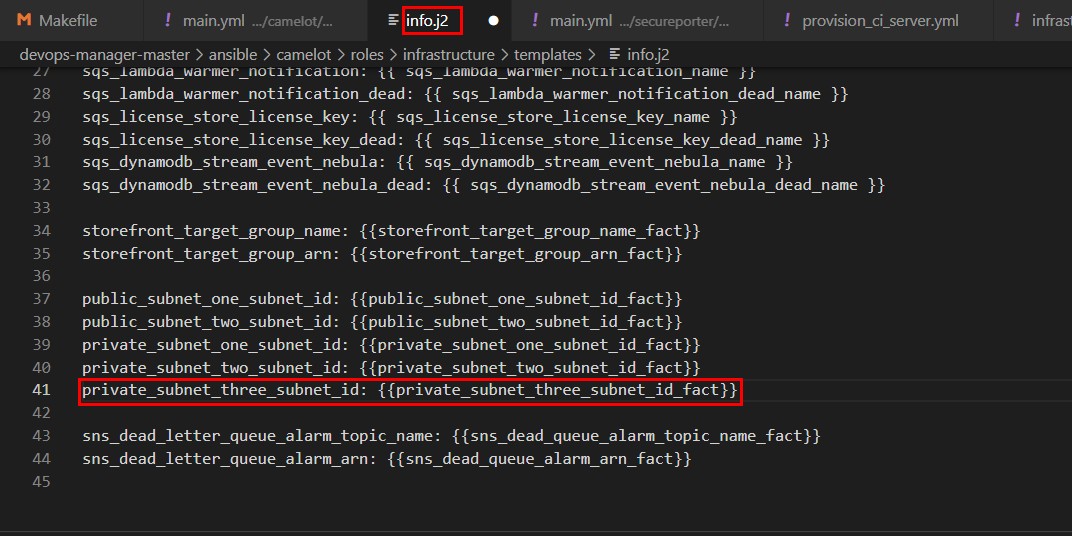 Makefile ! main.yml .../camelot/... info.j2 ! main.yml .../secureporter/... ! provision_ci_server.yml ! infrast
devops-manager-master > ansible > camelot > roles > infrastructure > templates > info.j2
27 sqs_lambda_warmer_notification: {{ sqs_lambda_warmer_notification_name }}
28 sqs_lambda_warmer_notification_dead: {{ sqs_lambda_warmer_notification_dead_name }}
29 sqs_license_store_license_key: {{ sqs_license_store_license_key_name }}
30 sqs_license_store_license_key_dead: {{ sqs_license_store_license_key_dead_name }}
31 sqs_dynamodb_stream_event_nebula: {{ sqs_dynamodb_stream_event_nebula_name }}
32 sqs_dynamodb_stream_event_nebula_dead: {{ sqs_dynamodb_stream_event_nebula_dead_name }}
33
34 storefront_target_group_name: {{storefront_target_group_name_fact}}
35 storefront_target_group_arn: {{storefront_target_group_arn_fact}}
36
37 public_subnet_one_subnet_id: {{public_subnet_one_subnet_id_fact}}
38 public_subnet_two_subnet_id: {{public_subnet_two_subnet_id_fact}}
39 private_subnet_one_subnet_id: {{private_subnet_one_subnet_id_fact}}
40 private_subnet_two_subnet_id: {{private_subnet_two_subnet_id_fact}}
41 private_subnet_three_subnet_id: {{private_subnet_three_subnet_id_fact}}
42
43 sns_dead_letter_queue_alarm_topic_name: {{sns_dead_queue_alarm_topic_name_fact}}
44 sns_dead_letter_queue_alarm_arn: {{sns_dead_queue_alarm_arn_fact}}
45